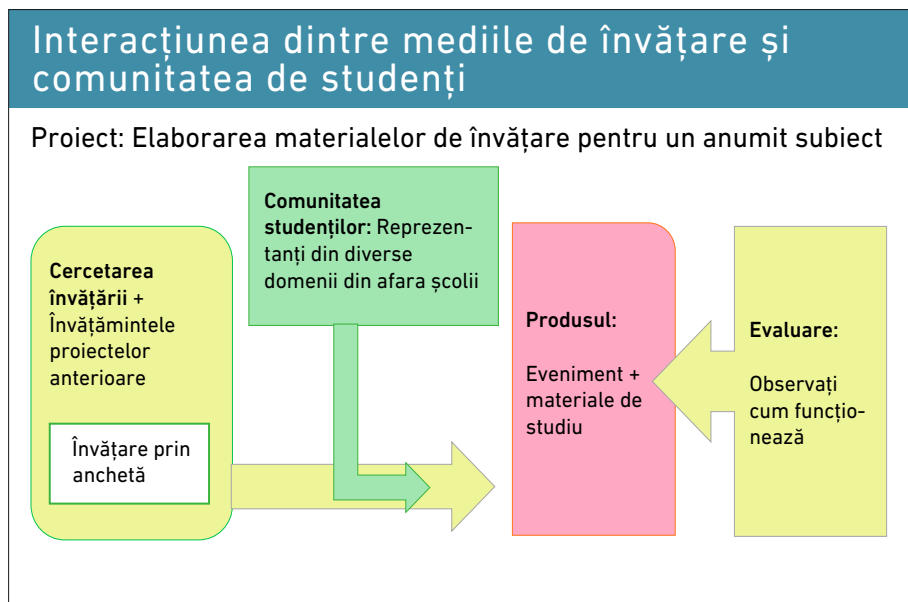 Interacțiunea dintre mediile de învățare și
comunitatea de studenți
Proiect: Elaborarea materialelor de învățare pentru un anumit subiect
Cercetarea
învățării +
Învățămintele
proiectelor
anterioare
Învățare prin
anchetă
Comunitatea
studenților: Reprezen-
tanți din diverse
domenii din afara școlii
Produsul:
Eveniment +
materiale de
studiu
Evaluare:
Observați
cum funcțio-
nează